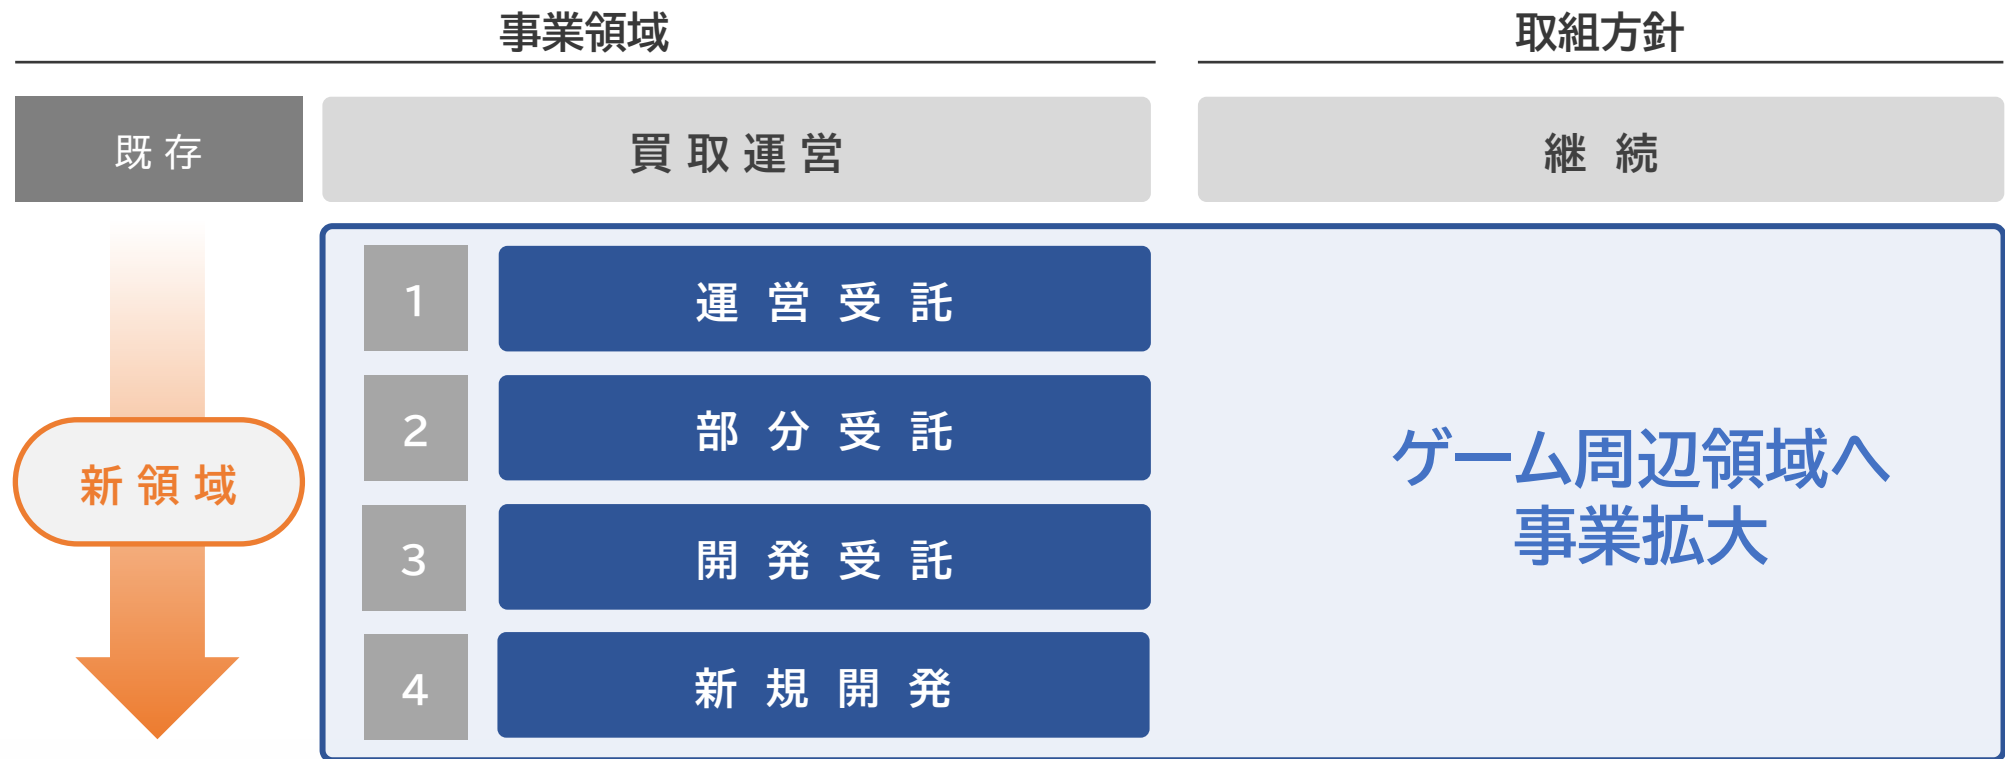 事業領域
取組方針
既存
買取運営
継続
1
運営受託
2
部分受託
新領域
ゲーム周辺領域へ
事業拡大
3
開発受託
4
新規開発